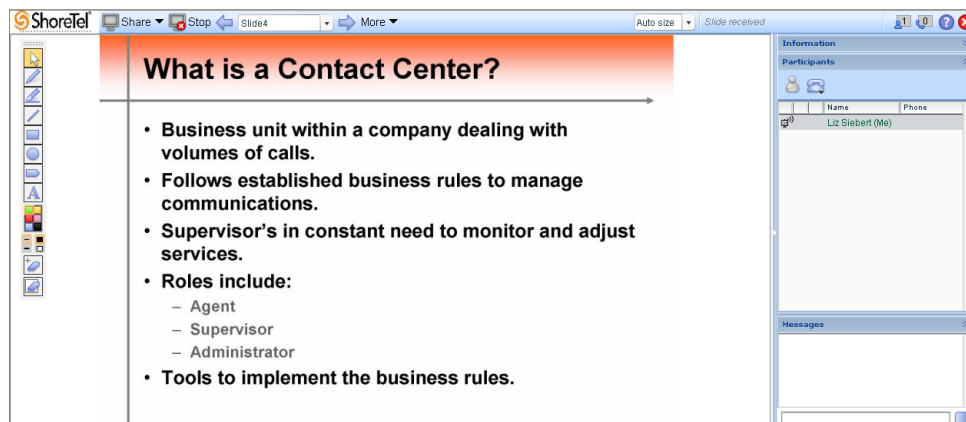 ShoreTel Share Stop Slide4 More Auto size Slide received 1 0 ?
What is a Contact Center?
• Business unit within a company dealing with
volumes of calls.
• Follows established business rules to manage
communications.
• Supervisor's in constant need to monitor and adjust
services.
• Roles include:
– Agent
– Supervisor
– Administrator
• Tools to implement the business rules.
A
Information
Participants
Name Phone
Liz Siebert (Me)
Messages